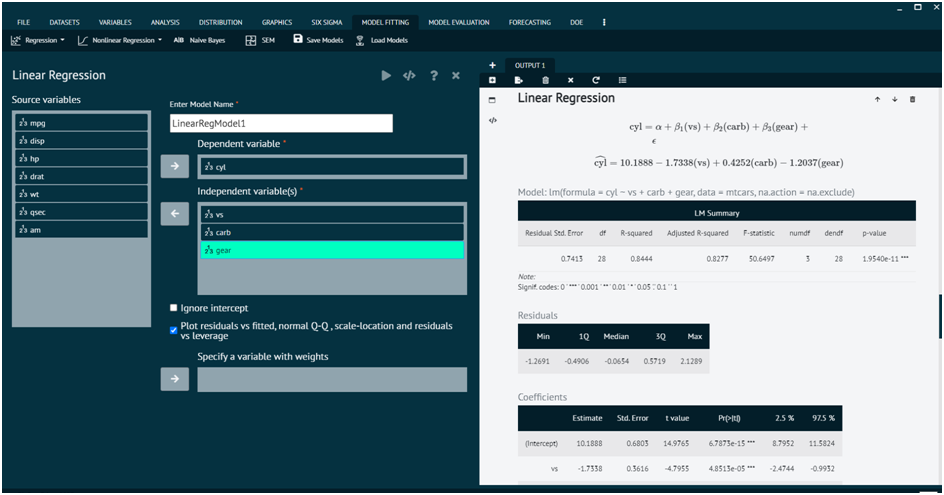 FILE DATASETS VARIABLES ANALYSIS DISTRIBUTION GRAPHICS SIX SIGMA MODEL FITTING MODEL EVALUATION FORECASTING DOE
Regression Nonlinear Regression AIB Naive Bayes SEM Save Models Load Models
Linear Regression
Source variables
mpg
disp
hp
drat
wt
qsec
am
Enter Model Name *
LinearRegModel1
Dependent variable *
cyl
Independent variable(s) *
vs
carb
gear
Ignore intercept
Plot residuals vs fitted, normal Q-Q , scale-location and residuals
vs leverage
Specify a variable with weights
OUTPUT 1
Linear Regression
cyl = α + β1(vs) + β2(carb) + β3(gear) +
ϵ
ĉyl = 10.1888 − 1.7338(vs) + 0.4252(carb) − 1.2037(gear)
Model: lm(formula = cyl ~ vs + carb + gear, data = mtcars, na.action = na.exclude)
LM Summary
Residual Std. Error df R-squared Adjusted R-squared F-statistic numdf dendf p-value
0.7413 28 0.8444 0.8277 50.6497 3 28 1.9540e-11 ***
Note:
Signif. codes: 0 '***' 0.001 '**' 0.01 '*' 0.05 '.' 0.1 ' ' 1
Residuals
Min 1Q Median 3Q Max
-1.2691 -0.4906 -0.0654 0.5719 2.1289
Coefficients
Estimate Std. Error t value Pr(>|t|) 2.5 % 97.5 %
(Intercept) 10.1888 0.6803 14.9765 6.7873e-15 *** 8.7952 11.5824
vs -1.7338 0.3616 -4.7955 4.8513e-05 *** -2.4744 -0.9932